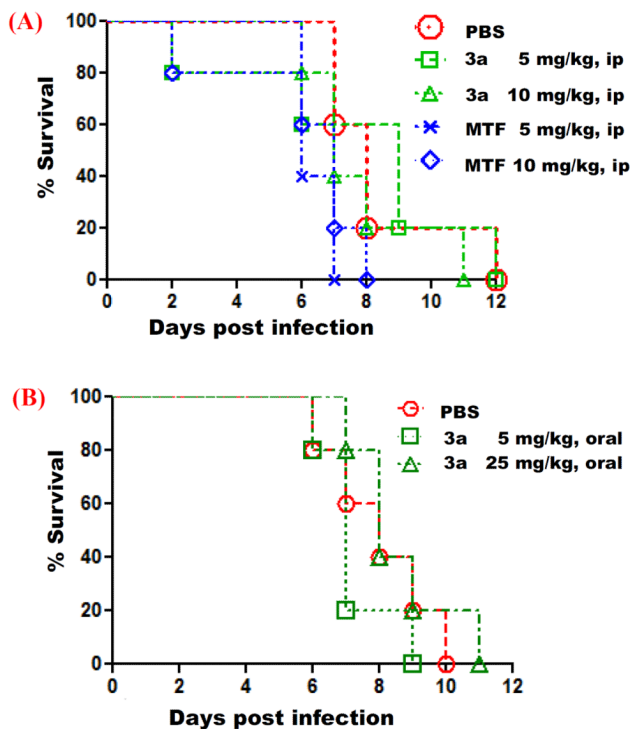 (A)
PBS
3a 5 mg/kg, ip
3a 10 mg/kg, ip
MTF 5 mg/kg, ip
MTF 10 mg/kg, ip
% Survival
100
80
60
40
20
0
0 2 4 6 8 10 12
Days post infection
(B)
PBS
3a 5 mg/kg, oral
3a 25 mg/kg, oral
% Survival
100
80
60
40
20
0
0 2 4 6 8 10 12
Days post infection